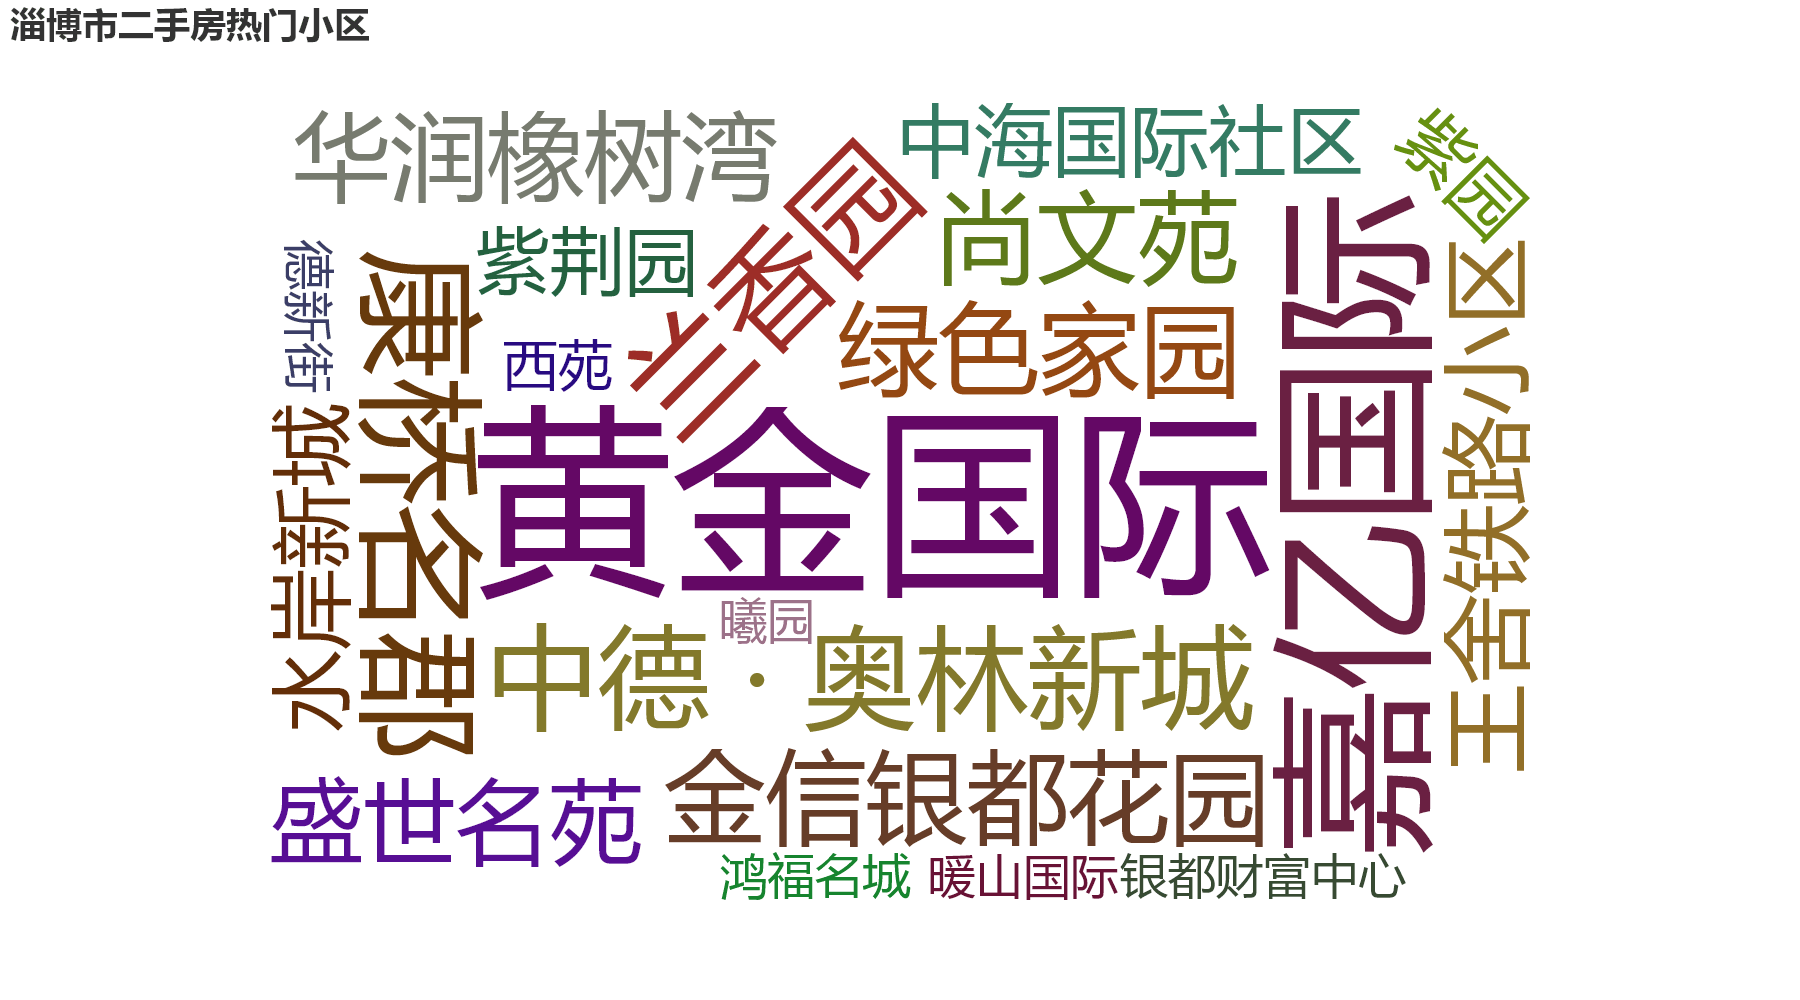 淄博市二手房热门小区
华润橡树湾
中海国际社区
紫园
兰香园
尚文苑
紫荆园
德新街
康桥名郡
西苑
绿色家园
嘉亿国际
王舍铁路小区
水岸新城
黄金国际
曦园
中德·奥林新城
盛世名苑
金信银都花园
鸿福名城
暖山国际
银都财富中心